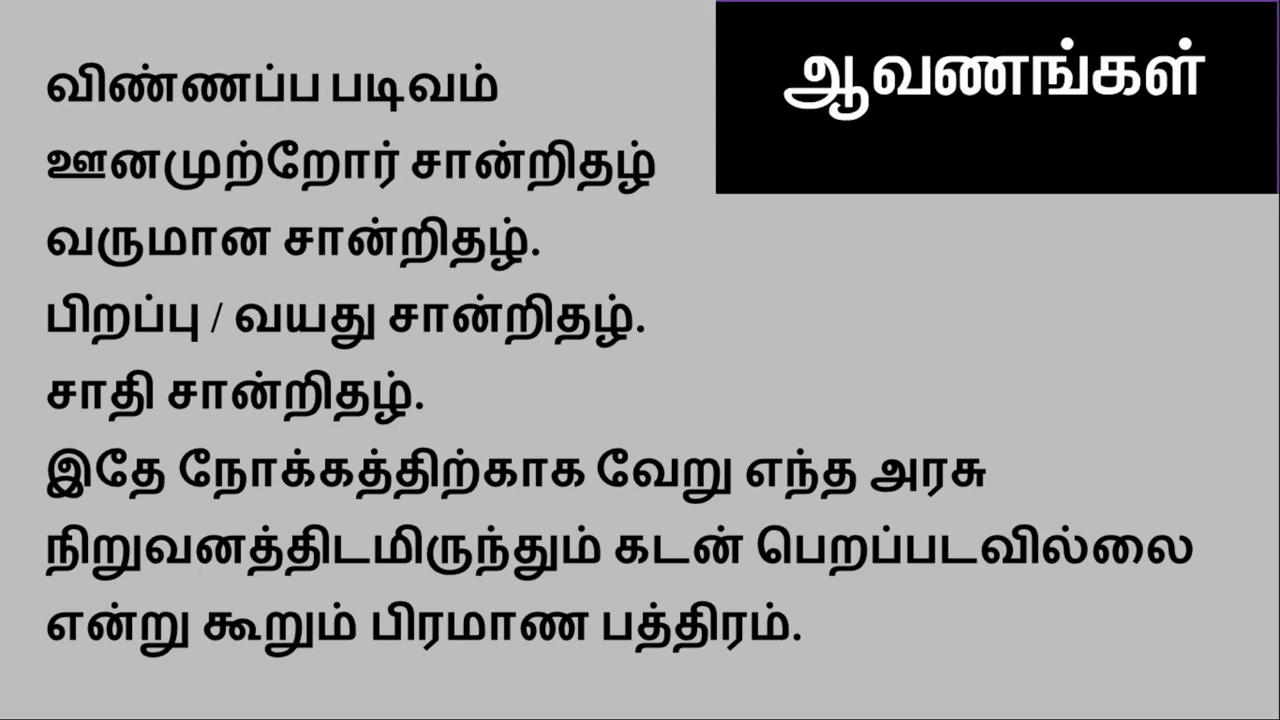 ஆவணங்கள்
விண்ணப்ப படிவம்
ஊனமுற்றோர் சான்றிதழ்
வருமான சான்றிதழ்.
பிறப்பு / வயது சான்றிதழ்.
சாதி சான்றிதழ்.
இதே நோக்கத்திற்காக வேறு எந்த அரசு
நிறுவனத்திடமிருந்தும் கடன் பெறப்படவில்லை
என்று கூறும் பிரமாண பத்திரம்.